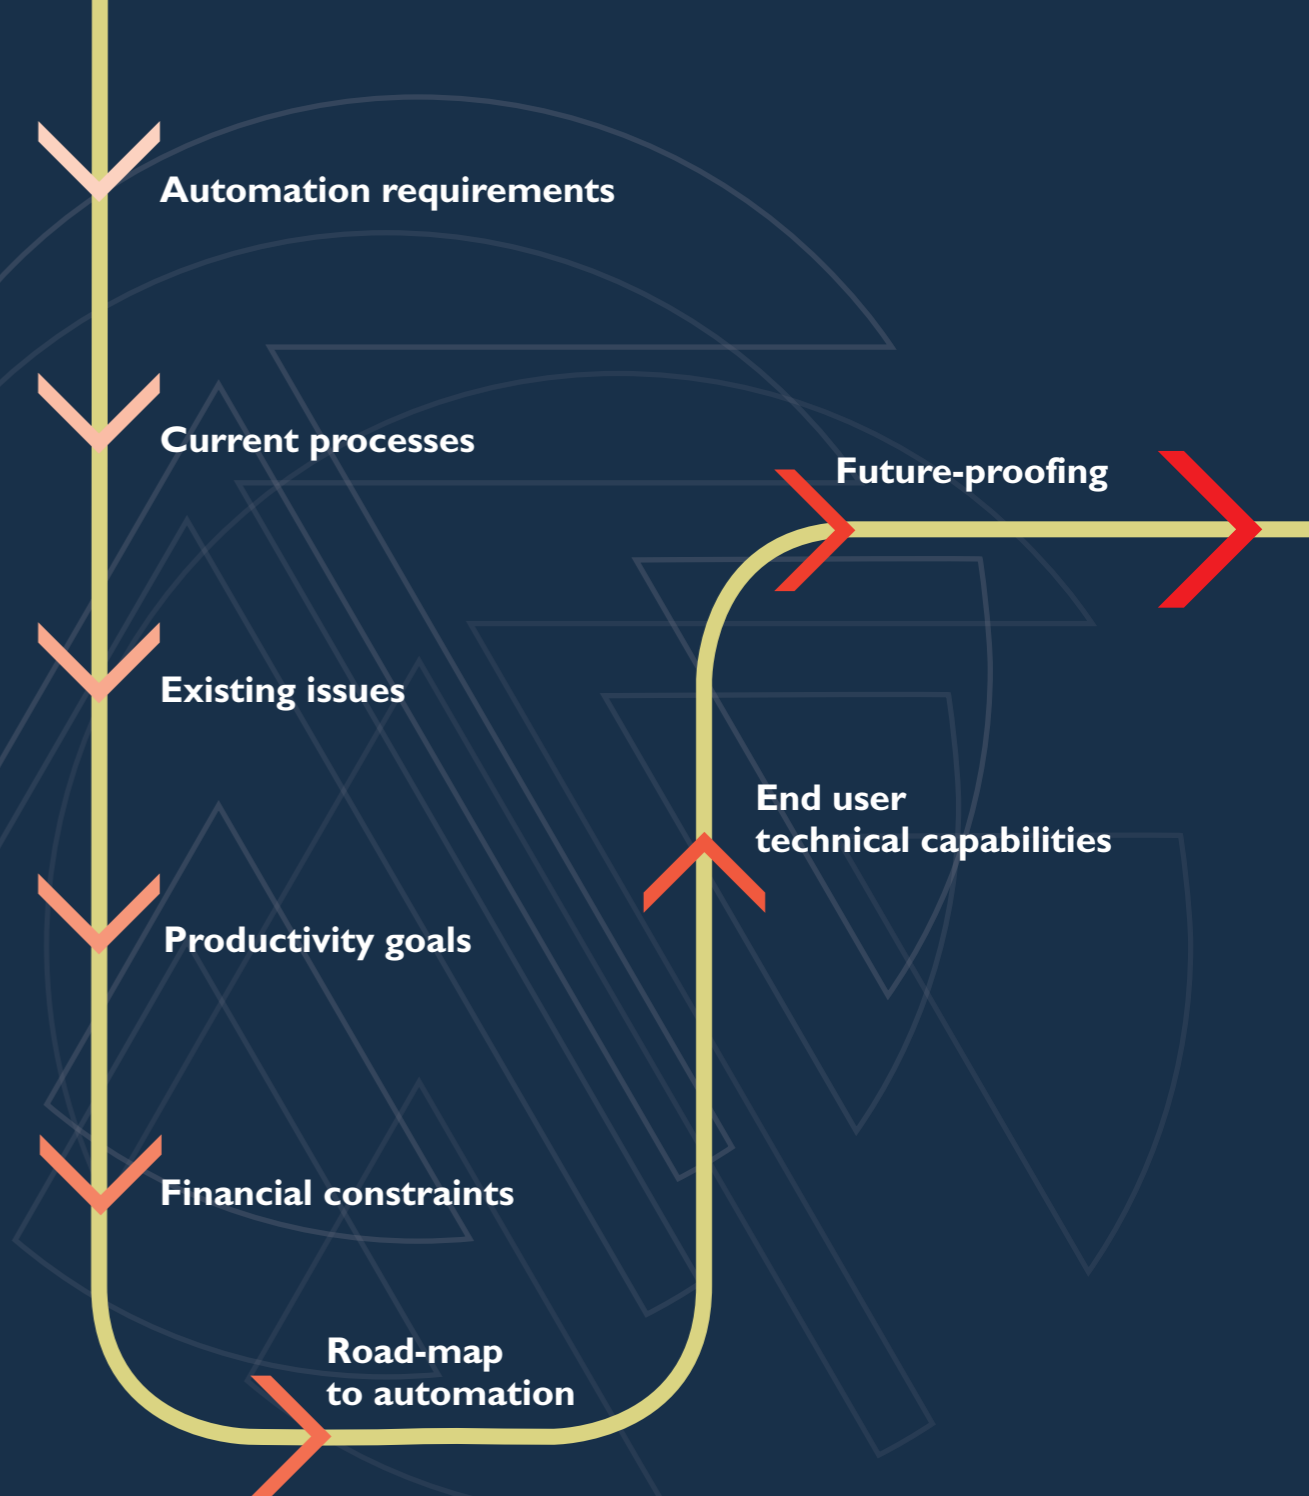 Automation requirements
Current processes
Existing issues
Productivity goals
Financial constraints
Road-map
to automation
End user
technical capabilities
Future-proofing